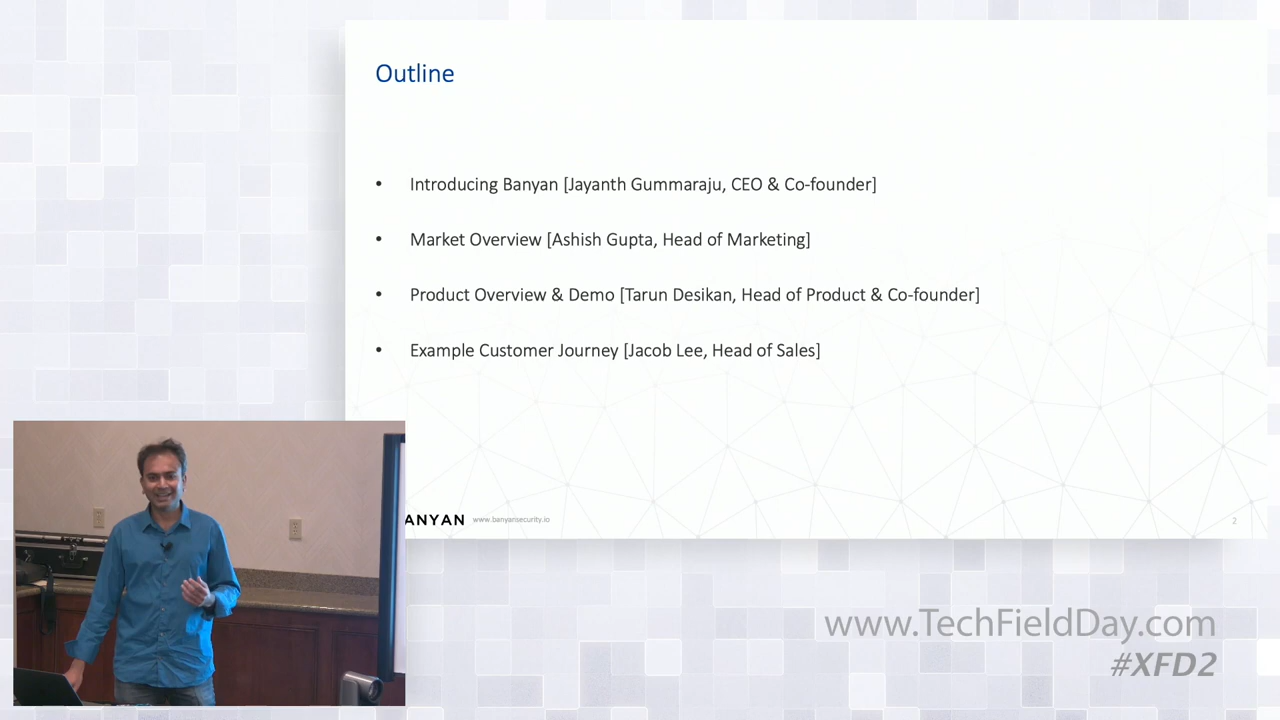 Outline
• Introducing Banyan [Jayanth Gummaraju, CEO & Co-founder]
• Market Overview [Ashish Gupta, Head of Marketing]
• Product Overview & Demo [Tarun Desikan, Head of Product & Co-founder]
• Example Customer Journey [Jacob Lee, Head of Sales]
ANYAN www.banyansecurity.io 2
www.TechFieldDay.com
#XFD2